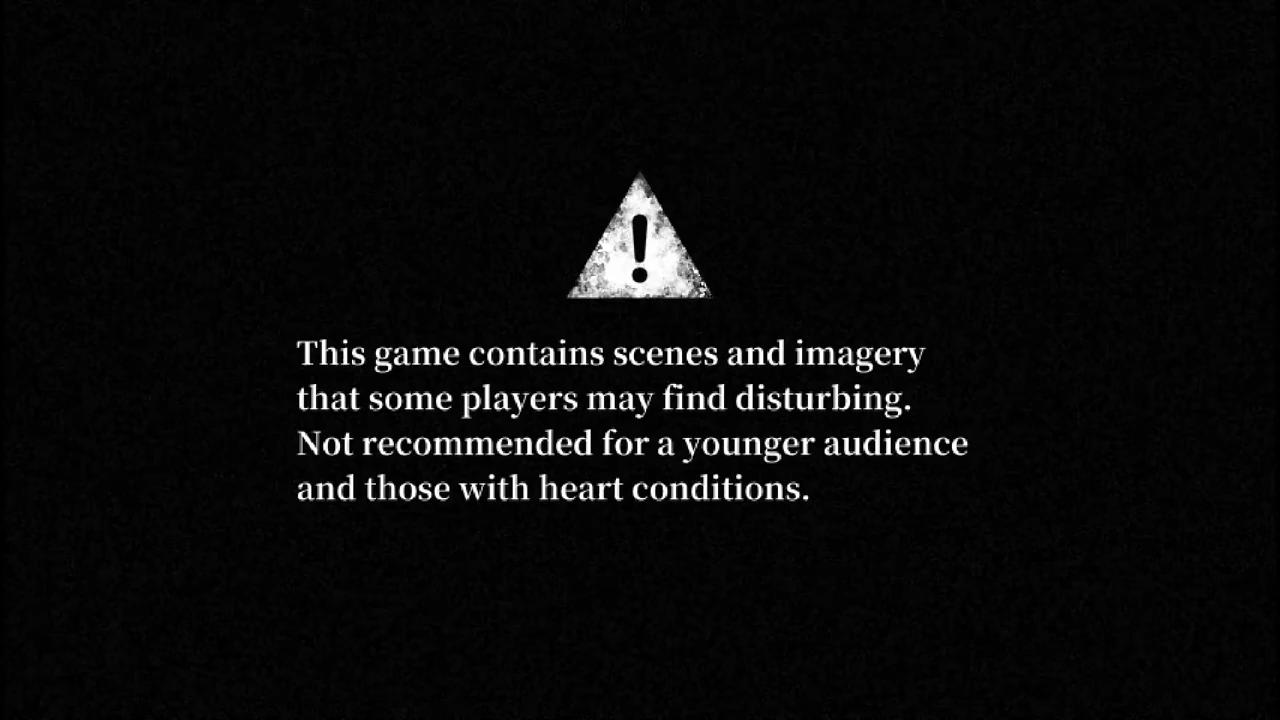 !
This game contains scenes and imagery
that some players may find disturbing.
Not recommended for a younger audience
and those with heart conditions.